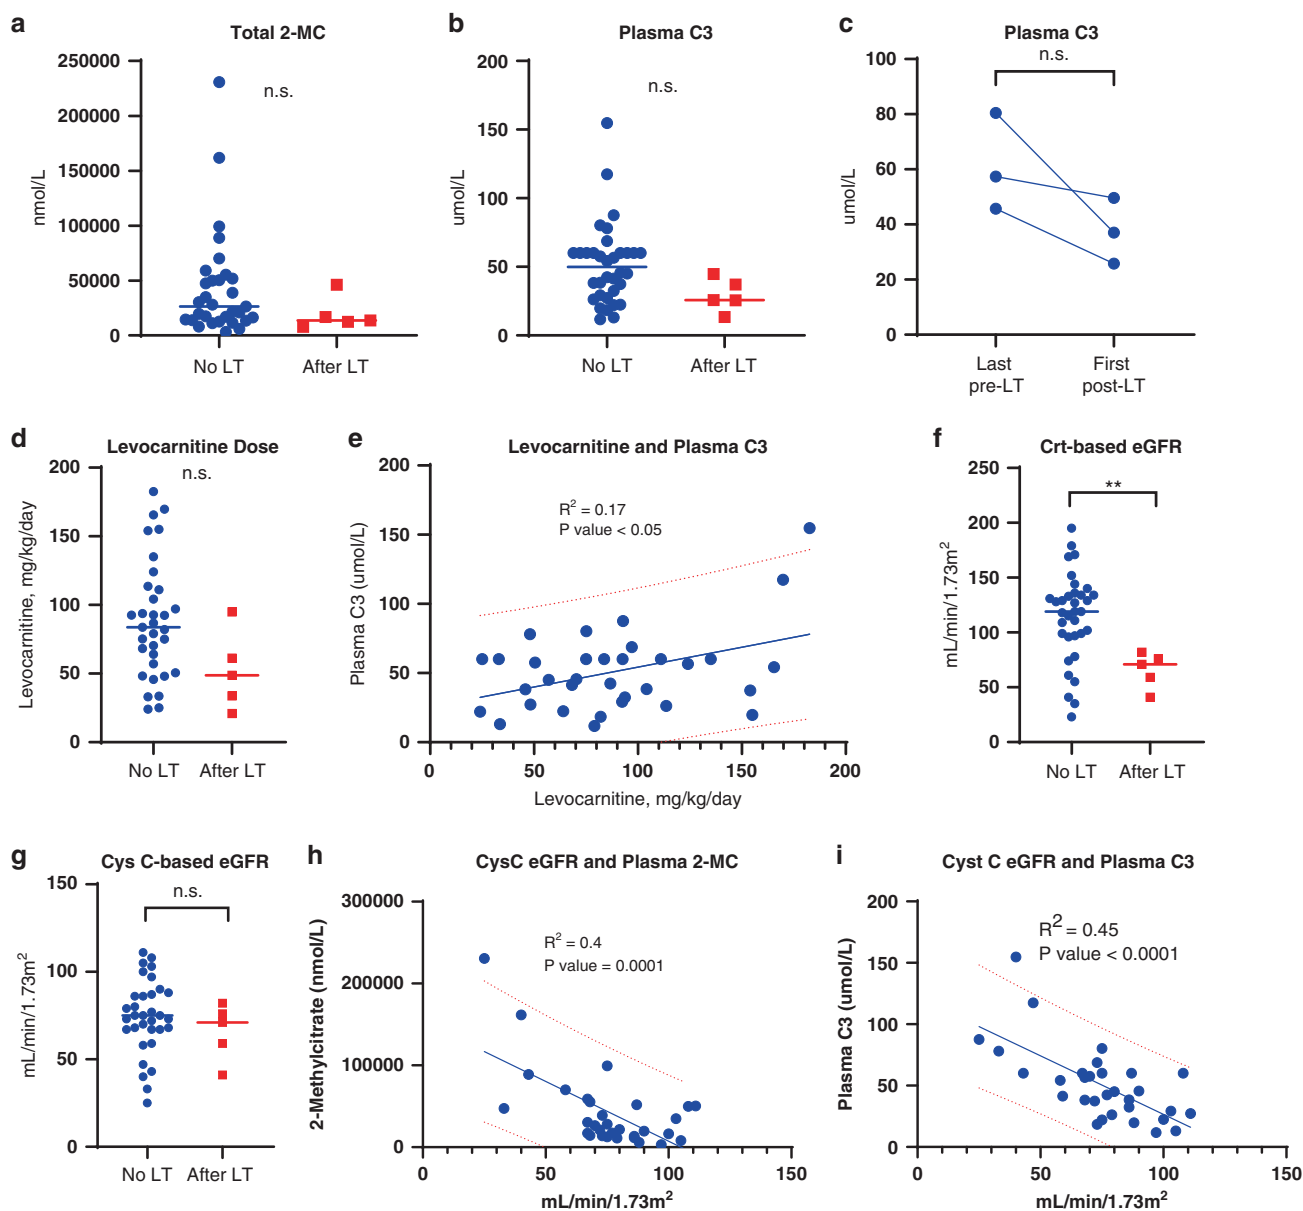 a
Total 2-MC
250000
200000
150000
100000
50000
0
nmol/L
n.s.
No LT
After LT
b
Plasma C3
200
150
100
50
0
umol/L
n.s.
No LT
After LT
c
Plasma C3
n.s.
100
80
60
40
20
0
umol/L
Last
pre-LT
First
post-LT
d
Levocarnitine Dose
n.s.
200
150
100
50
0
Levocarnitine, mg/kg/day
No LT
After LT
e
Levocarnitine and Plasma C3
200
150
100
50
0
Plasma C3 (umol/L)
R² = 0.17
P value < 0.05
0
50
100
150
200
Levocarnitine, mg/kg/day
f
Crt-based eGFR
**
250
200
150
100
50
0
mL/min/1.73m²
No LT
After LT
g
Cys C-based eGFR
n.s.
150
100
50
0
mL/min/1.73m²
No LT
After LT
h
CysC eGFR and Plasma 2-MC
300000
200000
100000
0
2-Methylcitrate (nmol/L)
R² = 0.4
P value = 0.0001
0
50
100
150
mL/min/1.73m²
i
Cyst C eGFR and Plasma C3
200
150
100
50
0
Plasma C3 (umol/L)
R² = 0.45
P value < 0.0001
0
50
100
150
mL/min/1.73m²